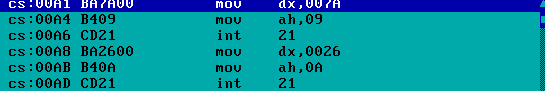 cs:00A1 BA7A00 mov dx,007A
cs:00A4 B409 mov ah,09
cs:00A6 CD21 int 21
cs:00A8 BA2600 mov dx,0026
cs:00AB B40A mov ah,0A
cs:00AD CD21 int 21